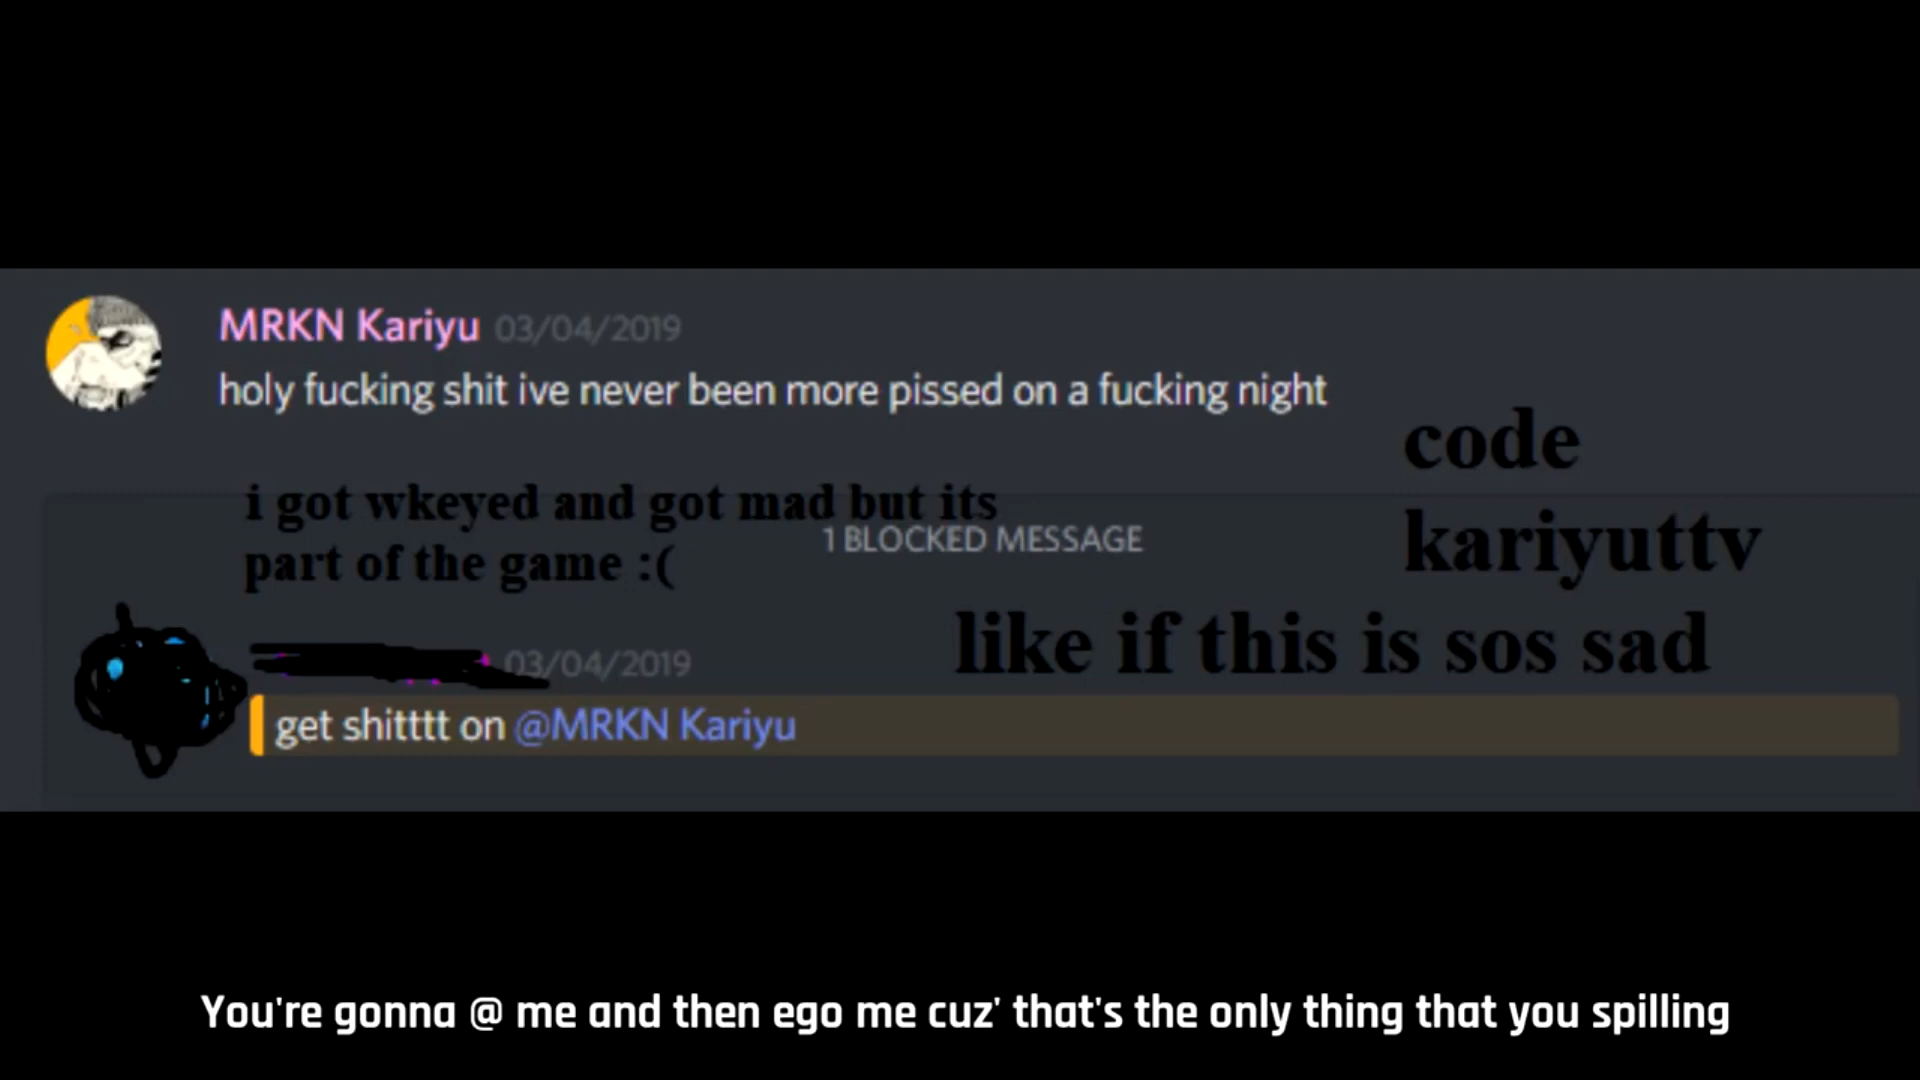 MRKN Kariyu 03/04/2019
holy fucking shit ive never been more pissed on a fucking night
code
kariyuttv
i got wkeyed and got mad but its
part of the game :(
1 BLOCKED MESSAGE
like if this is sos sad
03/04/2019
get shitttt on @MRKN Kariyu
You're gonna @ me and then ego me cuz' that's the only thing that you spilling